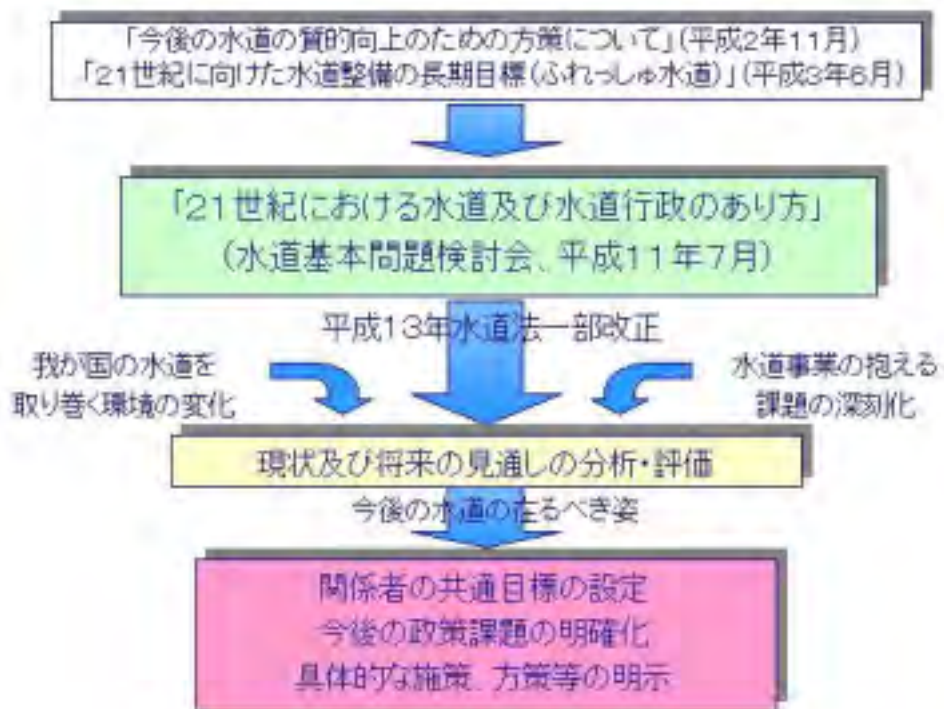 「今後の水道の質的向上のための方策について」(平成2年11月)
「21世紀に向けた水道整備の長期目標(ふれっしゅ水道)」(平成3年6月)
「21世紀における水道及び水道行政のあり方」
(水道基本問題検討会、平成11年7月)
平成13年水道法一部改正
我が国の水道を
取り巻く環境の変化
水道事業の抱える
課題の深刻化
現状及び将来の見通しの分析・評価
今後の水道の在るべき姿
関係者の共通目標の設定
今後の政策課題の明確化
具体的な施策、方策等の明示